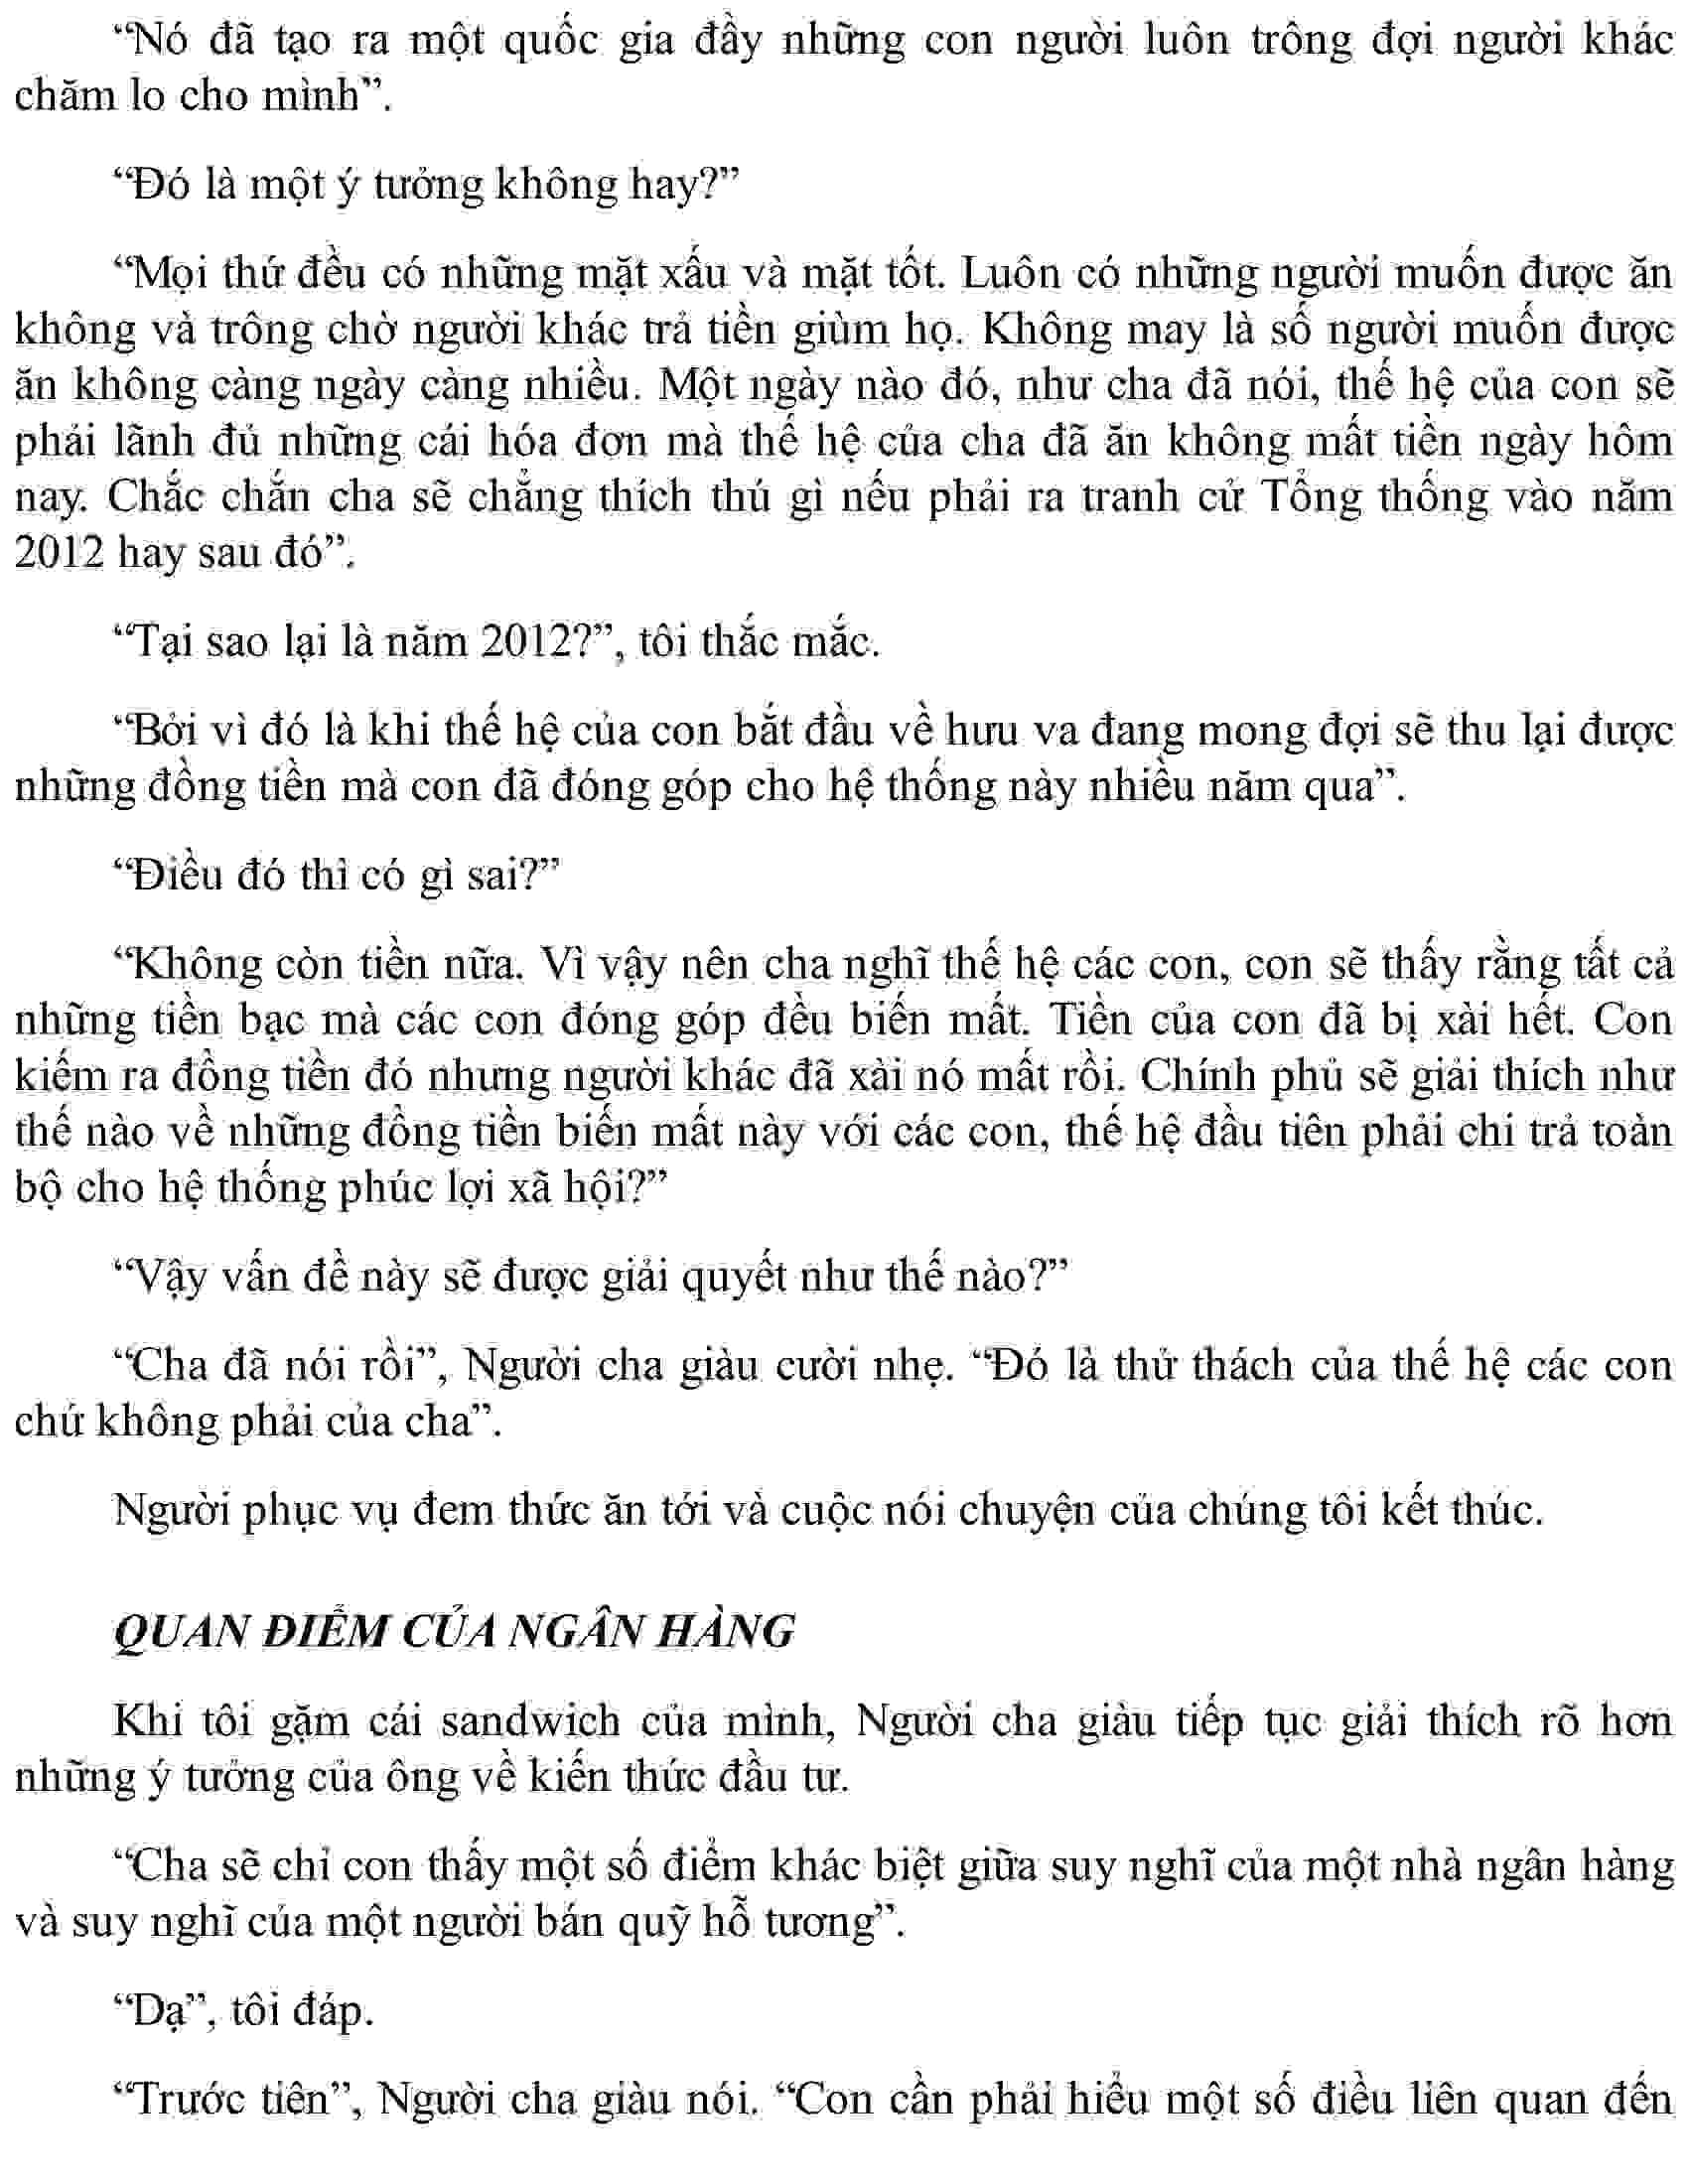 “Nó đã tạo ra một quốc gia đầy những con người luôn trông đợi người khác
chăm lo cho mình”.
“Đó là một ý tưởng không hay?”
“Mọi thứ đều có những mặt xấu và mặt tốt. Luôn có những người muốn được ăn
không và trông chờ người khác trả tiền giùm họ. Không may là số người muốn được
ăn không càng ngày càng nhiều. Một ngày nào đó, như cha đã nói, thế hệ của con sẽ
phải lãnh đủ những cái hóa đơn mà thế hệ của cha đã ăn không mất tiền ngày hôm
nay. Chắc chắn cha sẽ chẳng thích thú gì nếu phải ra tranh cử Tổng thống vào năm
2012 hay sau đó”.
“Tại sao lại là năm 2012?”, tôi thắc mắc.
“Bởi vì đó là khi thế hệ của con bắt đầu về hưu va đang mong đợi sẽ thu lại được
những đồng tiền mà con đã đóng góp cho hệ thống này nhiều năm qua”.
“Điều đó thì có gì sai?”
“Không còn tiền nữa. Vì vậy nên cha nghĩ thế hệ các con, con sẽ thấy rằng tất cả
những tiền bạc mà các con đóng góp đều biến mất. Tiền của con đã bị xài hết. Con
kiếm ra đồng tiền đó nhưng người khác đã xài nó mất rồi. Chính phủ sẽ giải thích như
thế nào về những đồng tiền biến mất này với các con, thế hệ đầu tiên phải chi trả toàn
bộ cho hệ thống phúc lợi xã hội?”
“Vậy vấn đề này sẽ được giải quyết như thế nào?”
“Cha đã nói rồi”, Người cha giàu cười nhẹ. “Đó là thử thách của thế hệ các con
chứ không phải của cha”.
Người phục vụ đem thức ăn tới và cuộc nói chuyện của chúng tôi kết thúc.
QUAN ĐIỂM CỦA NGÂN HÀNG
Khi tôi gặm cái sandwich của mình, Người cha giàu tiếp tục giải thích rõ hơn
những ý tưởng của ông về kiến thức đầu tư.
“Cha sẽ chỉ con thấy một số điểm khác biệt giữa suy nghĩ của một nhà ngân hàng
và suy nghĩ của một người bán quỹ hỗ tương”.
“Dạ”, tôi đáp.
“Trước tiên”, Người cha giàu nói. “Con cần phải hiểu một số điều liên quan đến